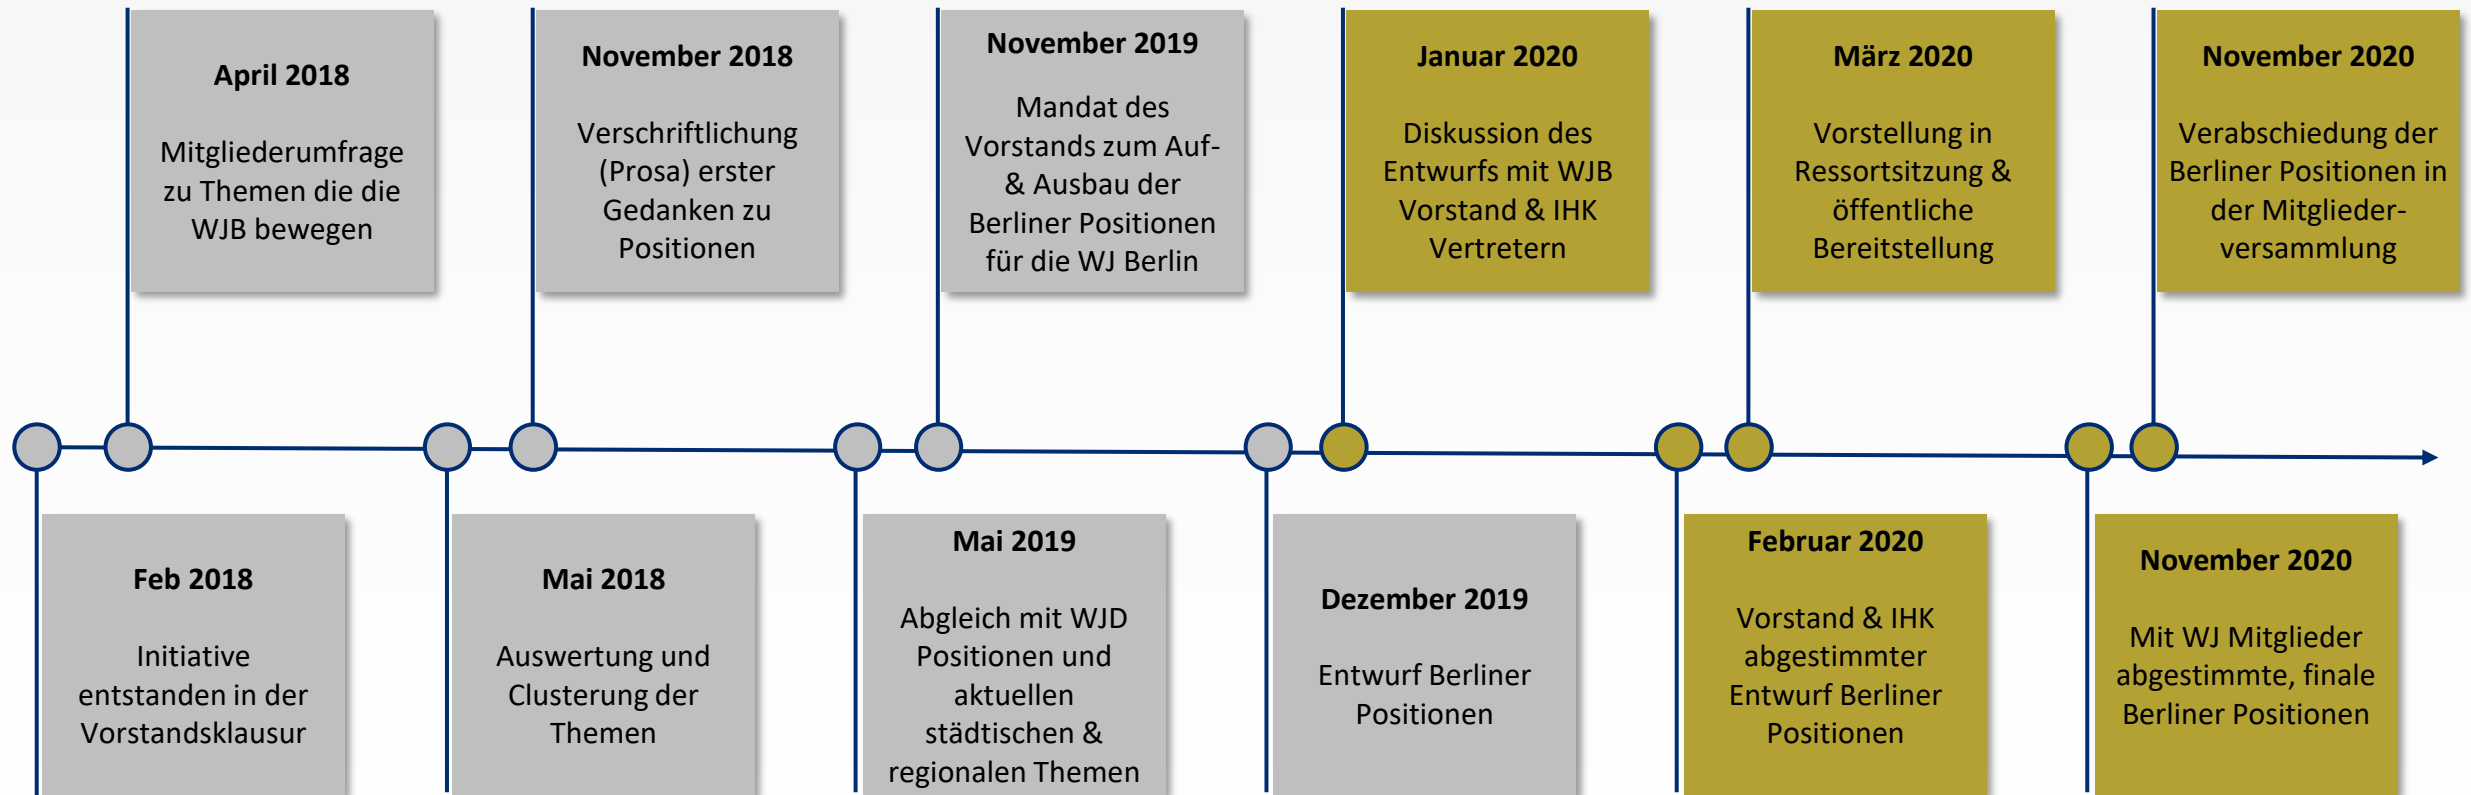 April 2018
Mitgliederumfrage
zu Themen die die
WJB bewegen
November 2018
Verschriftlichung
(Prosa) erster
Gedanken zu
Positionen
November 2019
Mandat des
Vorstands zum Auf-
& Ausbau der
Berliner Positionen
für die WJ Berlin
Januar 2020
Diskussion des
Entwurfs mit WJB
Vorstand & IHK
Vertretern
März 2020
Vorstellung in
Ressortsitzung &
öffentliche
Bereitstellung
November 2020
Verabschiedung der
Berliner Positionen in
der Mitglieder-
versammlung
Feb 2018
Initiative
entstanden in der
Vorstandsklausur
Mai 2018
Auswertung und
Clusterung der
Themen
Mai 2019
Abgleich mit WJD
Positionen und
aktuellen
städtischen &
regionalen Themen
Dezember 2019
Entwurf Berliner
Positionen
Februar 2020
Vorstand & IHK
abgestimmter
Entwurf Berliner
Positionen
November 2020
Mit WJ Mitglieder
abgestimmte, finale
Berliner Positionen